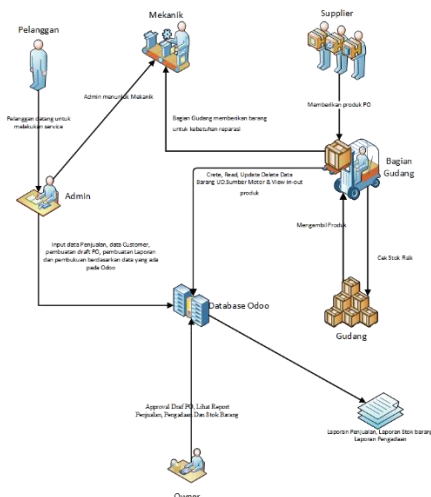 Mekanik
Supplier
Pelanggan
Admin menunjuk Mekanik
Memberikan produk PO
Pelanggan datang untuk
melakukan service
Bagian Gudang memberikan barang
untuk kebutuhan reparasi
Bagian
Gudang
Crete, Read, Update Delete Data
Barang UD.Sumber Motor & View in-out
produk
Admin
Mengambil Produk
Input data Penjualan, data Customer,
pembuatan draft PO, pembuatan Laporan
dan pembukuan berdasarkan data yang ada
pada Odoo
Cek Stok Fisik
Database Odoo
Gudang
Approval Draf PO, Lihat Report
Penjualan, Pengadaan Dan Stok Barang
Laporan Penjualan, Laporan Stok barang
Laporan Pengadaan
Owner